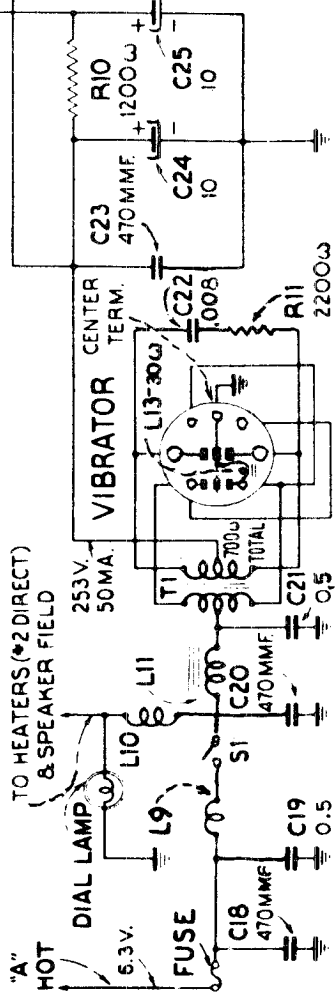 "A"
HOT
6.3V.
FUSE
C18
470MMF
DIAL LAMP
TO HEATERS (#2 DIRECT)
& SPEAKER FIELD
L9
C19
0.5
S1
L10
L11
C20
470MMF
C21
0.5
T1
700ω
TOTAL
253V.
50MA.
VIBRATOR
L13-30ω
CENTER
TERM.
C22
.008
R11
2200ω
C23
470MMF.
C24
10
R10
1200ω
C25
10